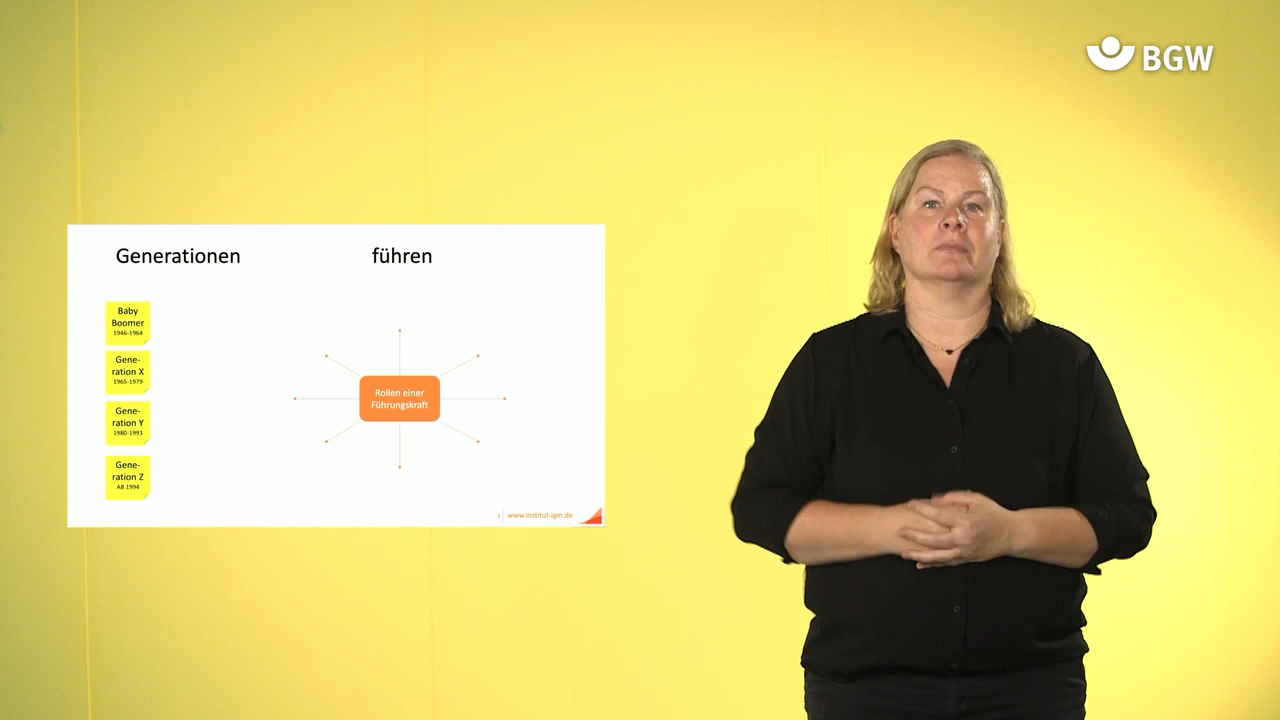 BGW
Generationen führen
Baby
Boomer
1946-1964
Gene-
ration X
1965-1979
Gene-
ration Y
1980-1993
Gene-
ration Z
AB 1994
Rollen einer
Führungskraft
3 www.institut-igm.de